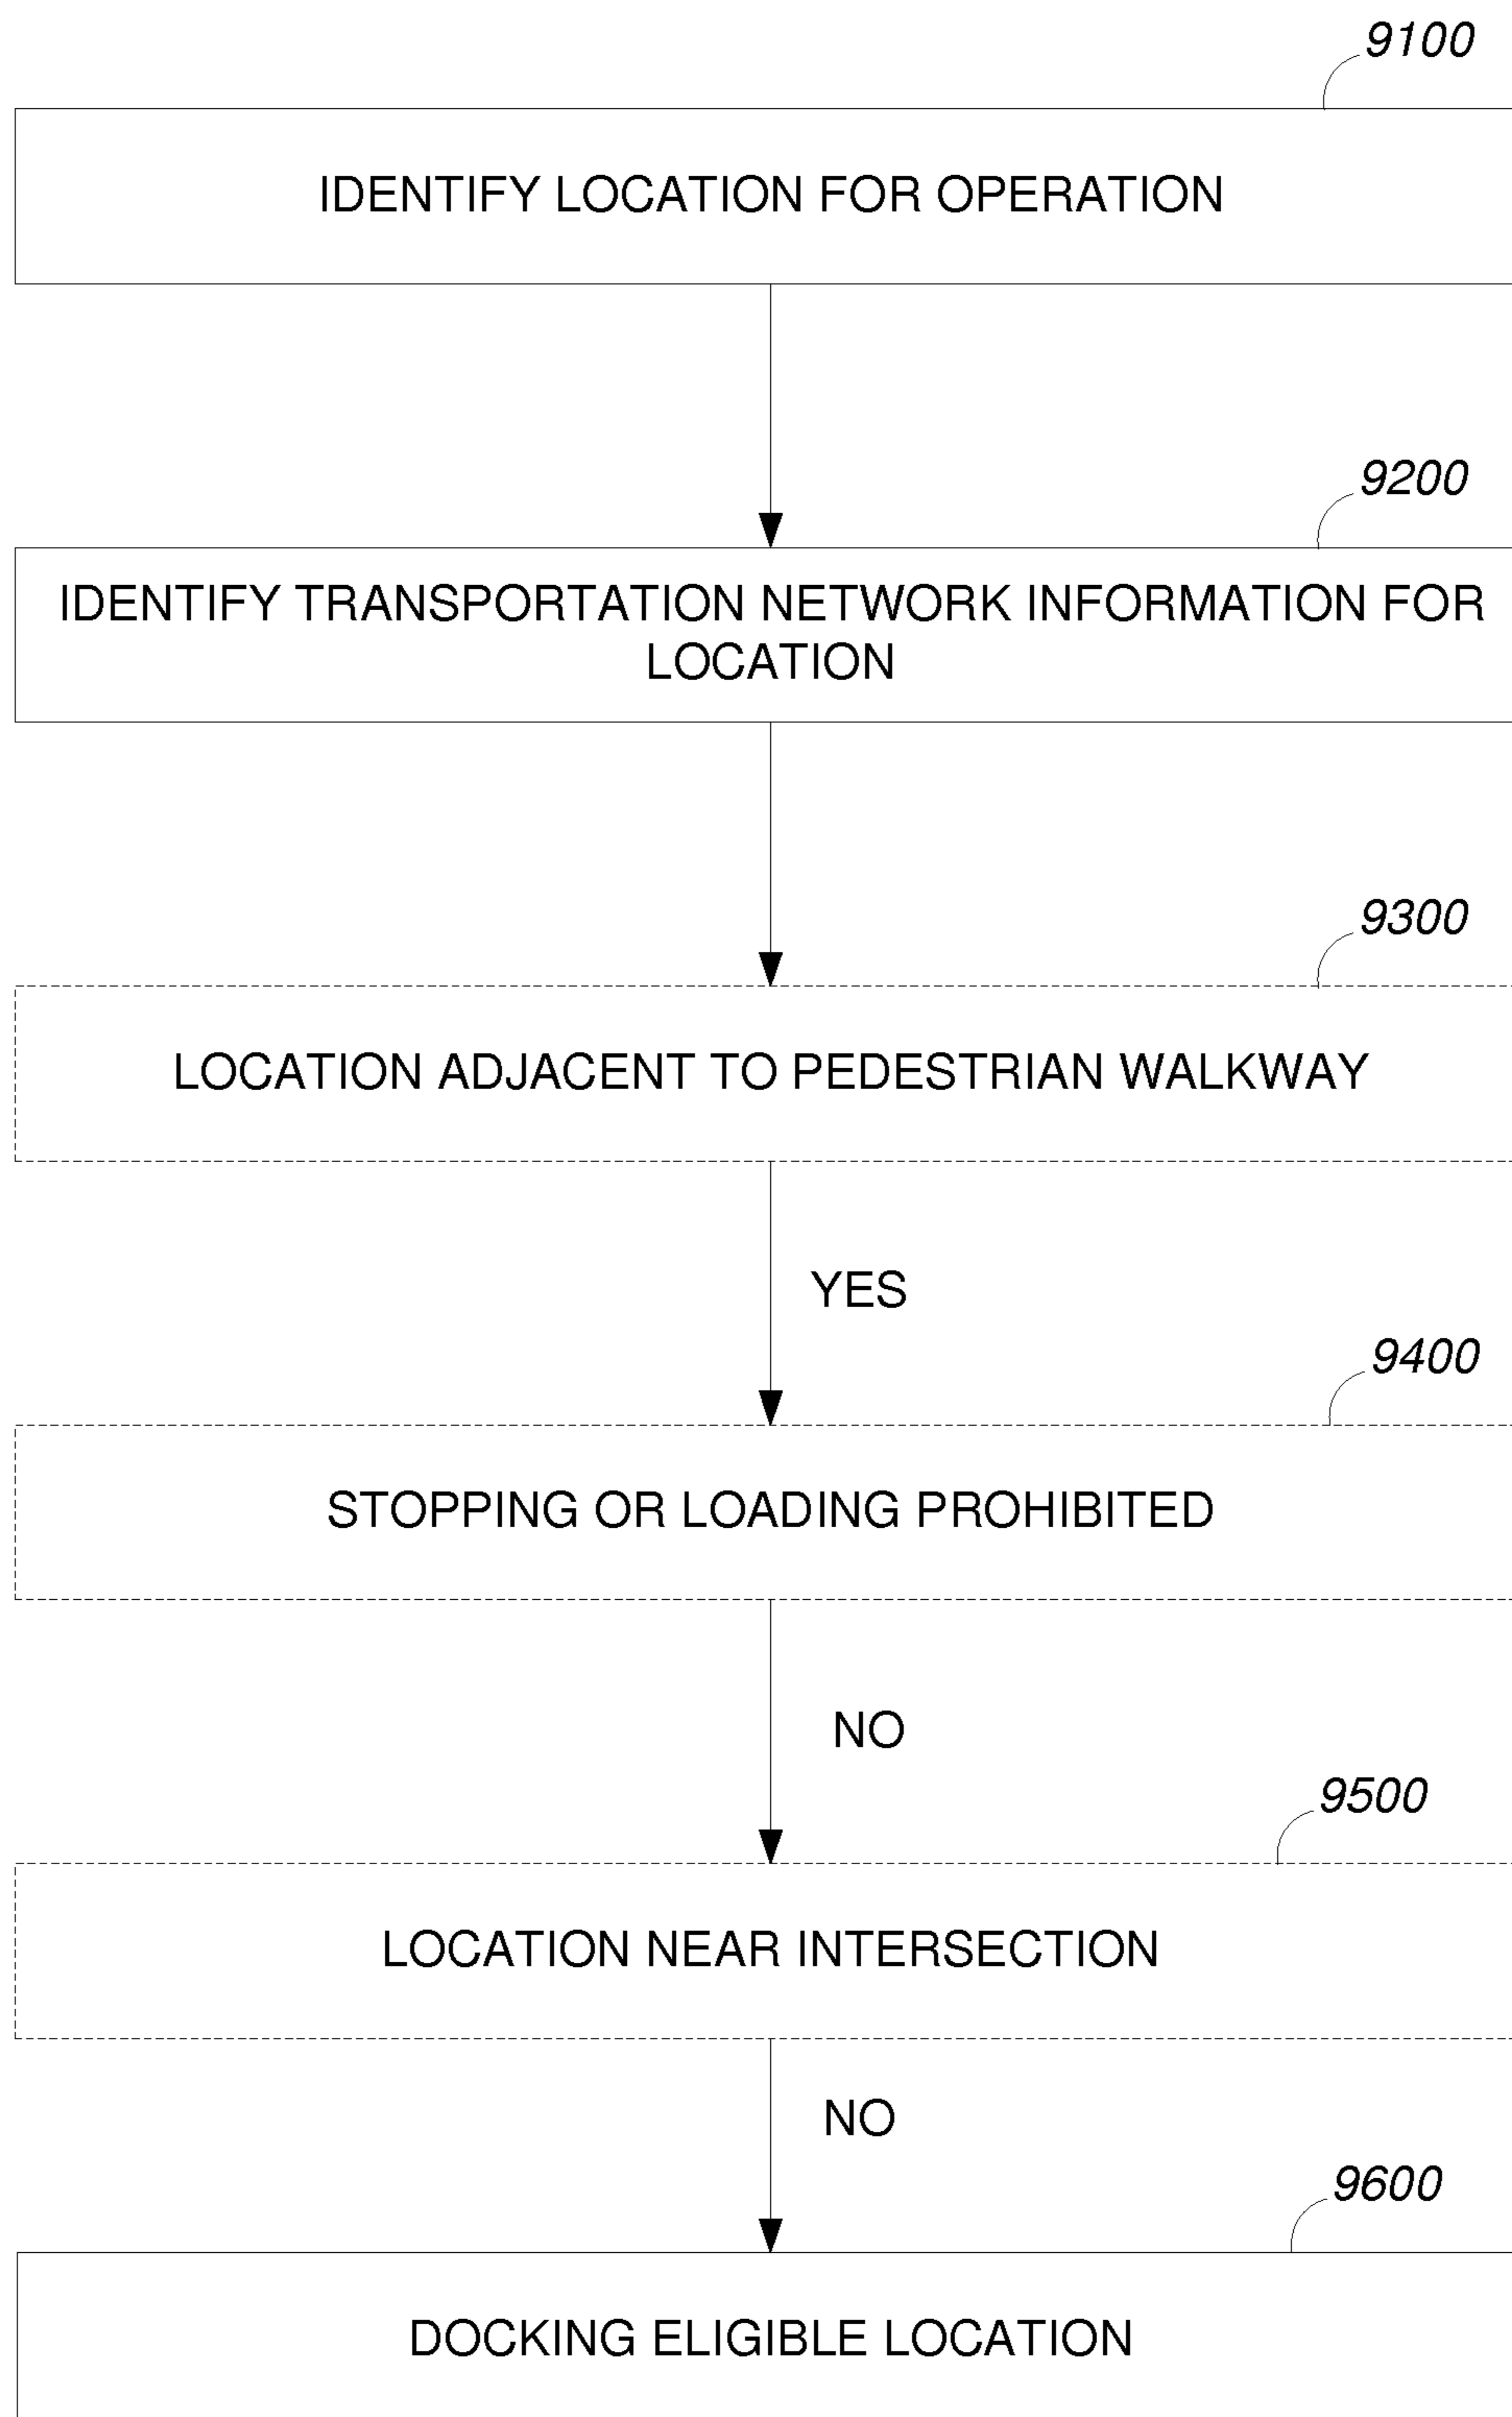 9100
IDENTIFY LOCATION FOR OPERATION
9200
IDENTIFY TRANSPORTATION NETWORK INFORMATION FOR
LOCATION
9300
LOCATION ADJACENT TO PEDESTRIAN WALKWAY
YES
9400
STOPPING OR LOADING PROHIBITED
NO
9500
LOCATION NEAR INTERSECTION
NO
9600
DOCKING ELIGIBLE LOCATION